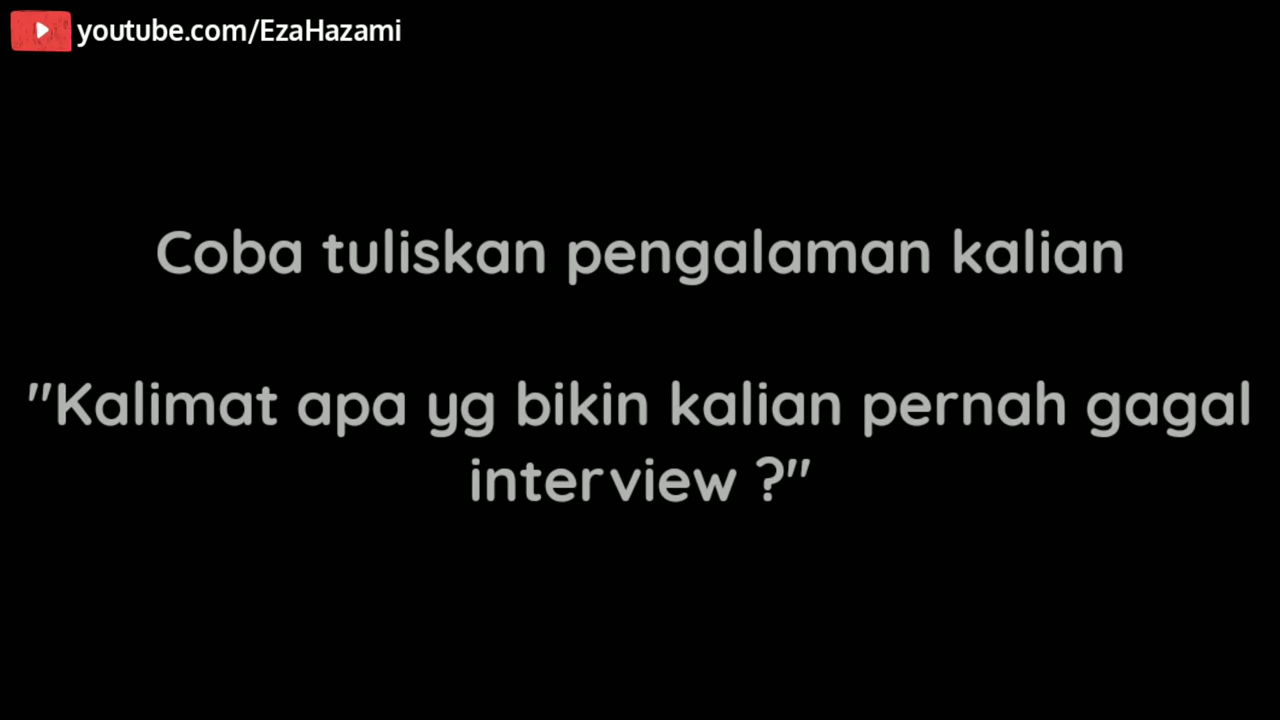 youtube.com/EzaHazami
Coba tuliskan pengalaman kalian
"Kalimat apa yg bikin kalian pernah gagal
interview ?"